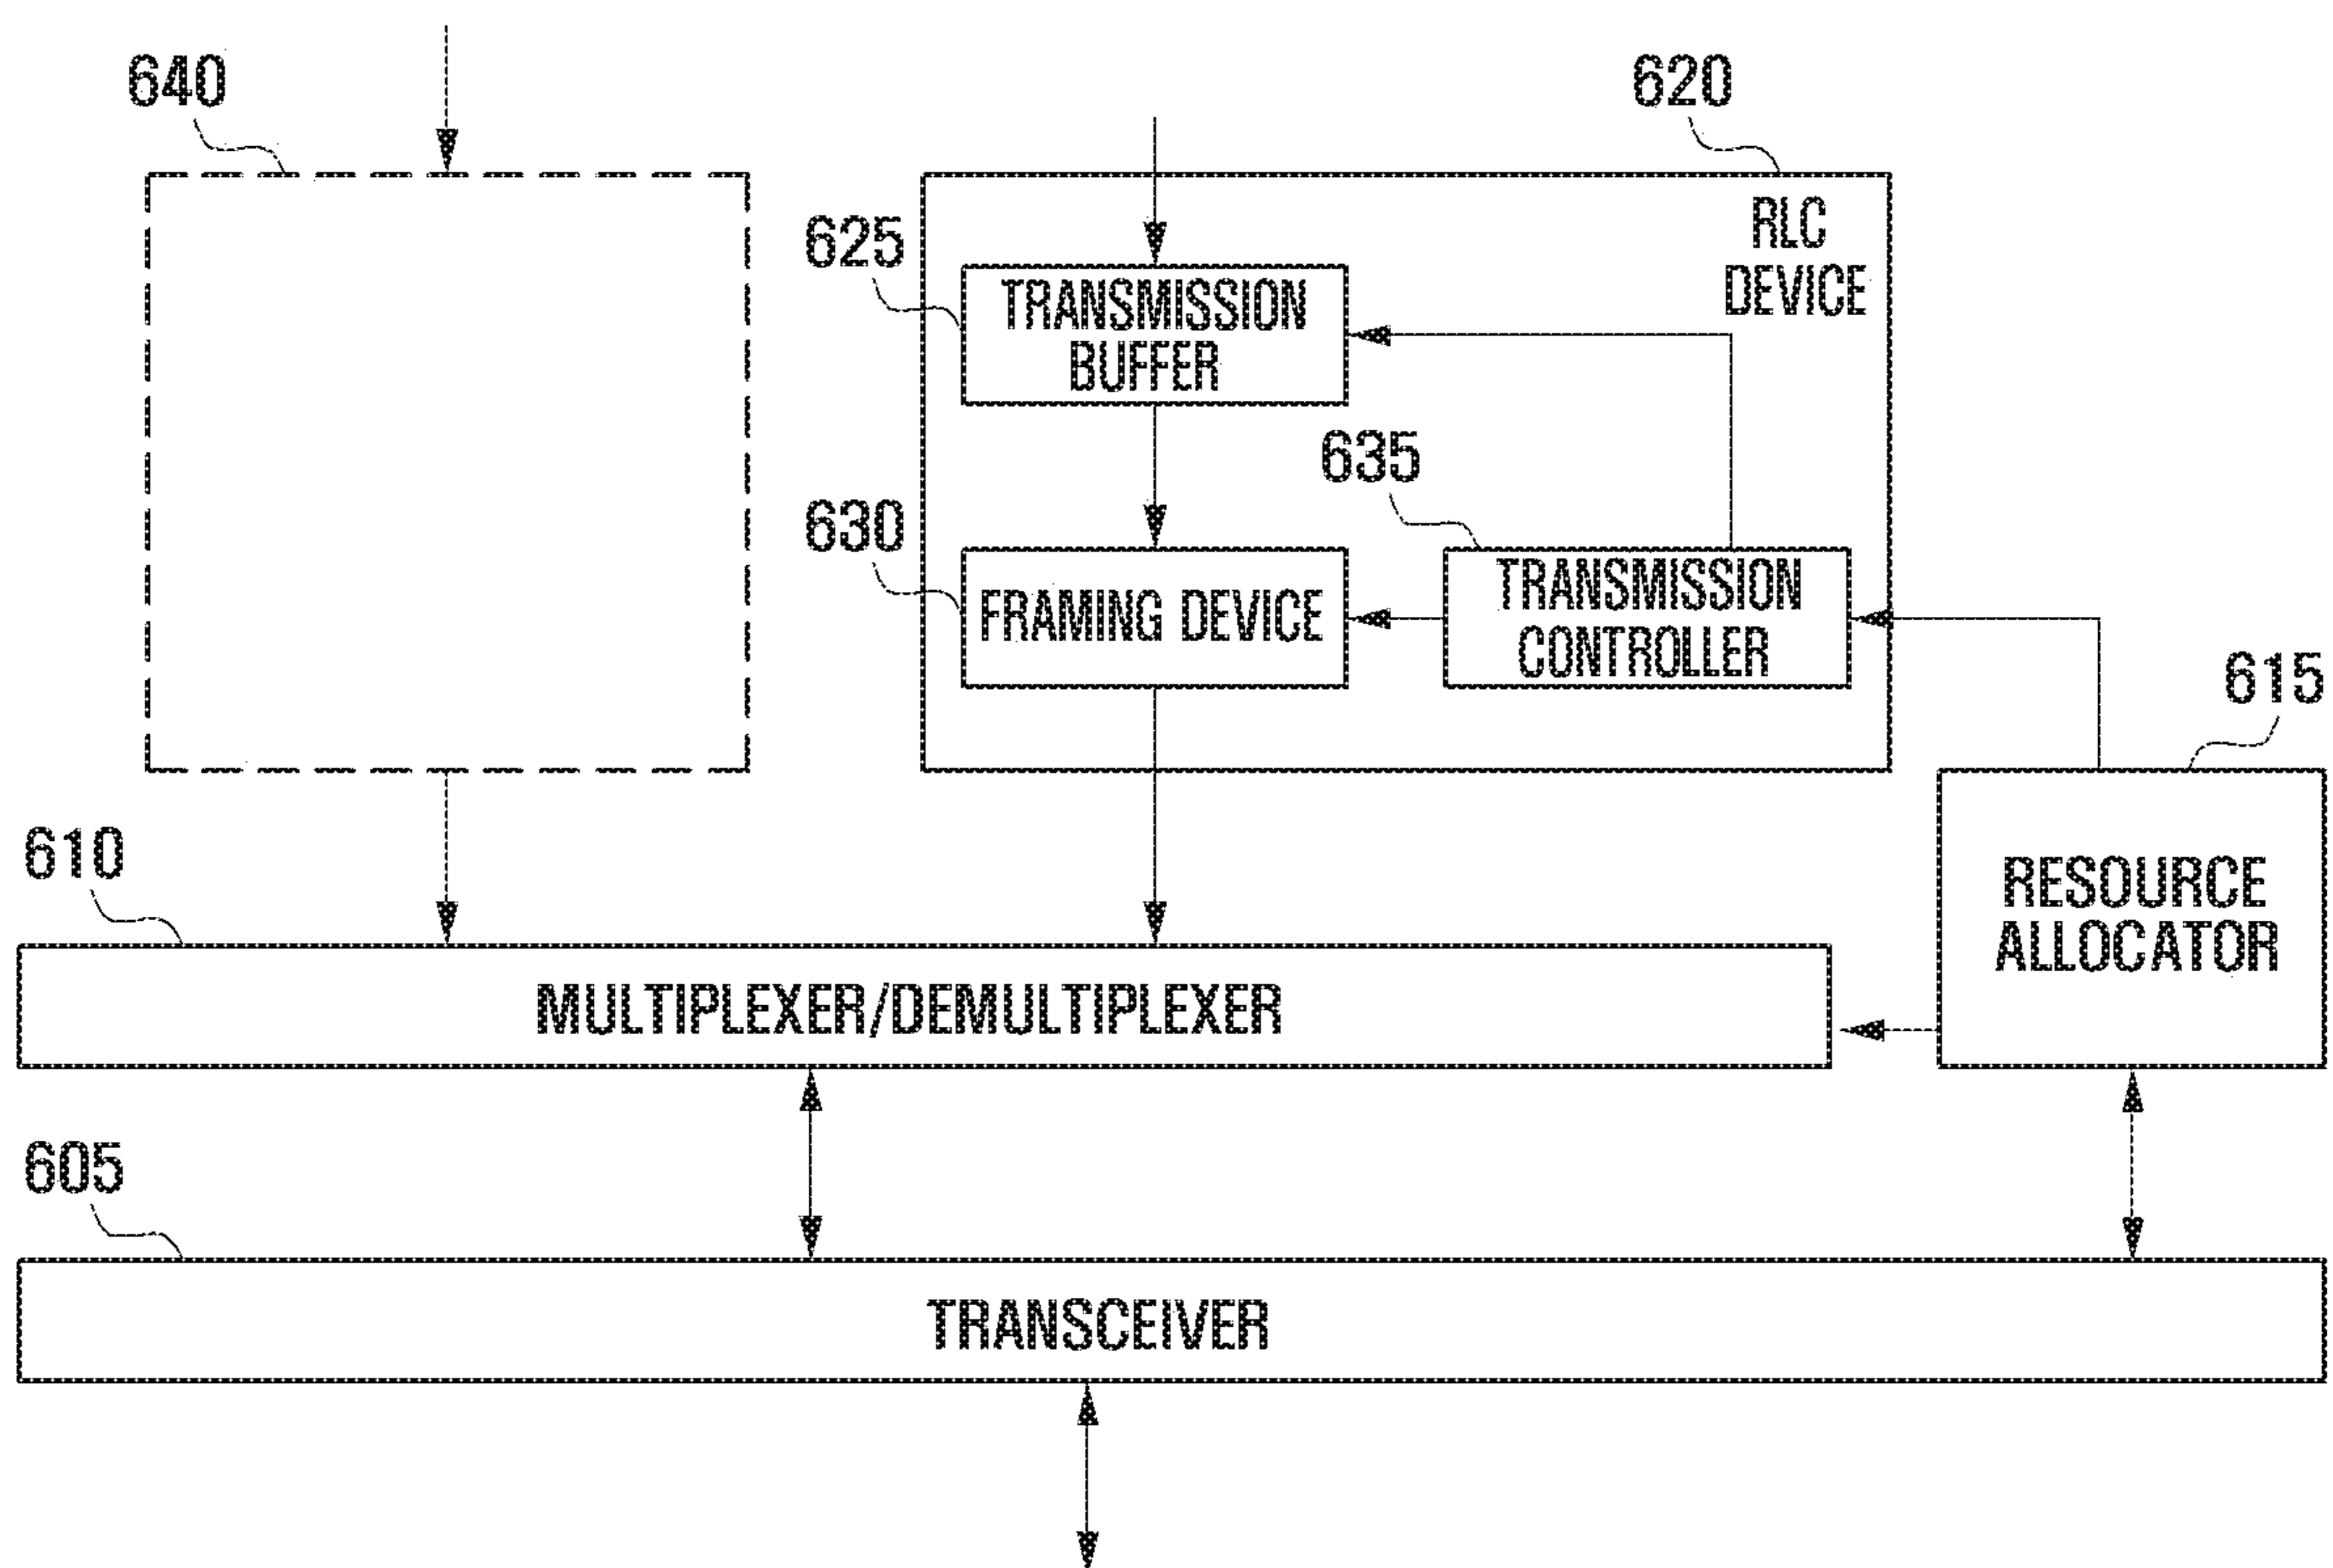 640
620
RLC
DEVICE
625
TRANSMISSION
BUFFER
635
630
FRAMING DEVICE
TRANSMISSION
CONTROLLER
615
RESOURCE
ALLOCATOR
610
MULTIPLEXER/DEMULTIPLEXER
605
TRANSCEIVER